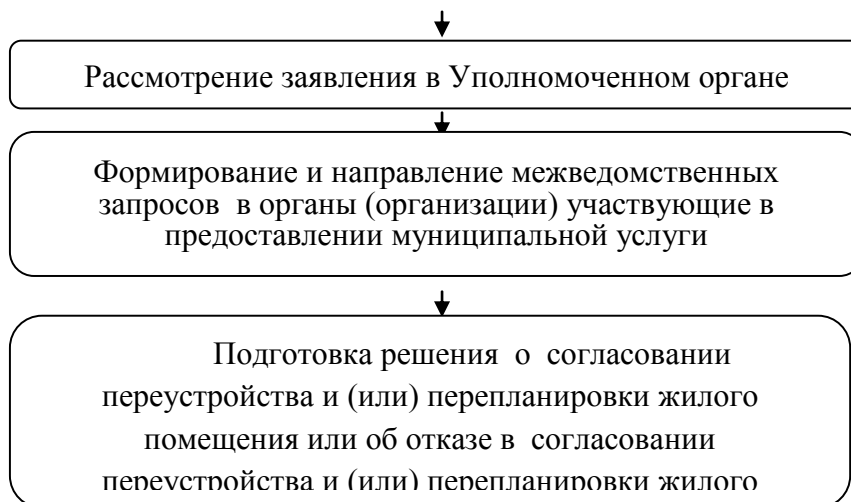 Рассмотрение заявления в Уполномоченном органе
Формирование и направление межведомственных
запросов в органы (организации) участвующие в
предоставлении муниципальной услуги
Подготовка решения о согласовании
переустройства и (или) перепланировки жилого
помещения или об отказе в согласовании
переустройства и (или) перепланировки жилого